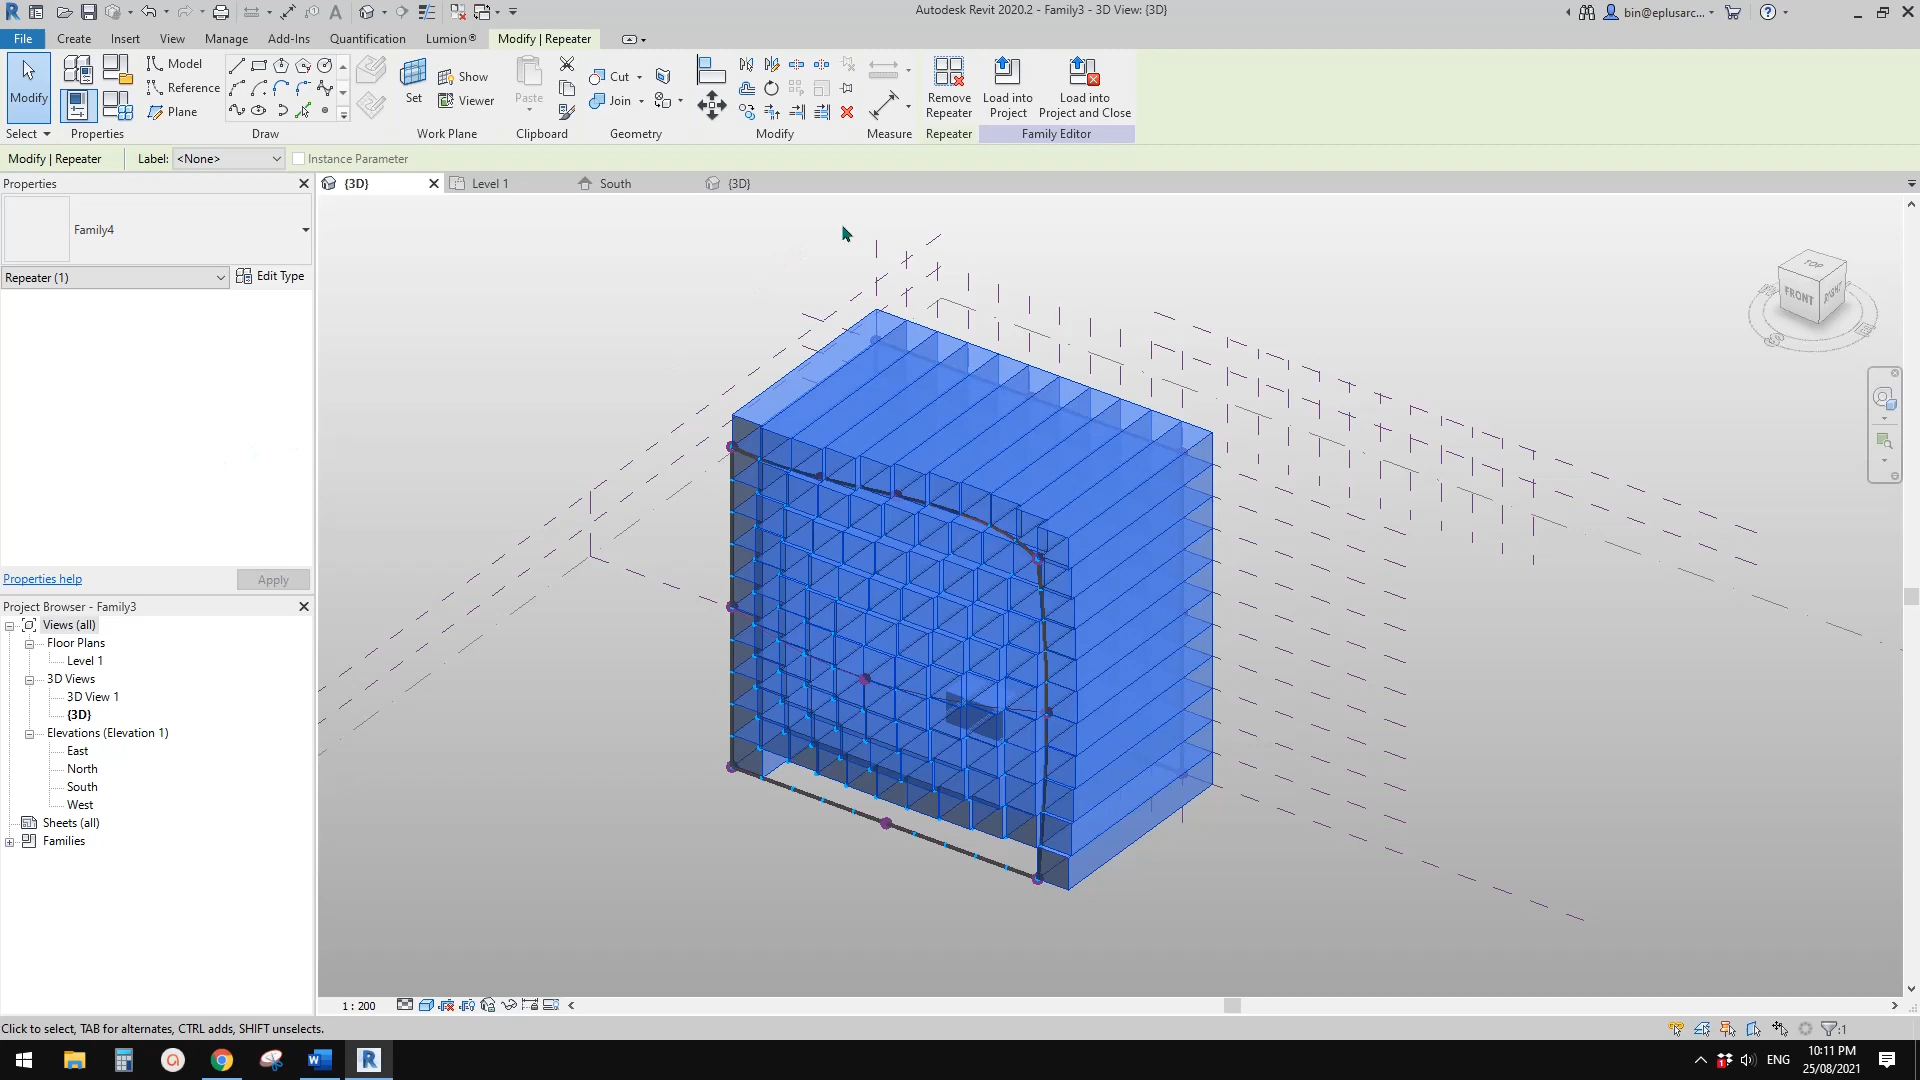 Autodesk Revit 2020.2 - Family3 - 3D View: {3D}
bin@eplusarc...
File Create Insert Annotate View Manage Add-Ins Quantification Lumion® Modify | Repeater
Modify
Model
Reference
Plane
Set
Show
Viewer
Paste
Cut
Join
Remove Repeater
Load into Project
Load into Project and Close
Select Properties Draw Work Plane Clipboard Geometry Modify Measure Repeater Family Editor
Modify | Repeater Label: <None> Instance Parameter
Properties
{3D} Level 1 South {3D}
Family4
Repeater (1) Edit Type
TOP
FRONT
RIGHT
S
Properties help Apply
Project Browser - Family3
Views (all)
Floor Plans
Level 1
3D Views
3D View 1
{3D}
Elevations (Elevation 1)
East
North
South
West
Sheets (all)
Families
1 : 200
Click to select, TAB for alternates, CTRL adds, SHIFT unselects.
:1
ENG
10:11 PM
25/08/2021